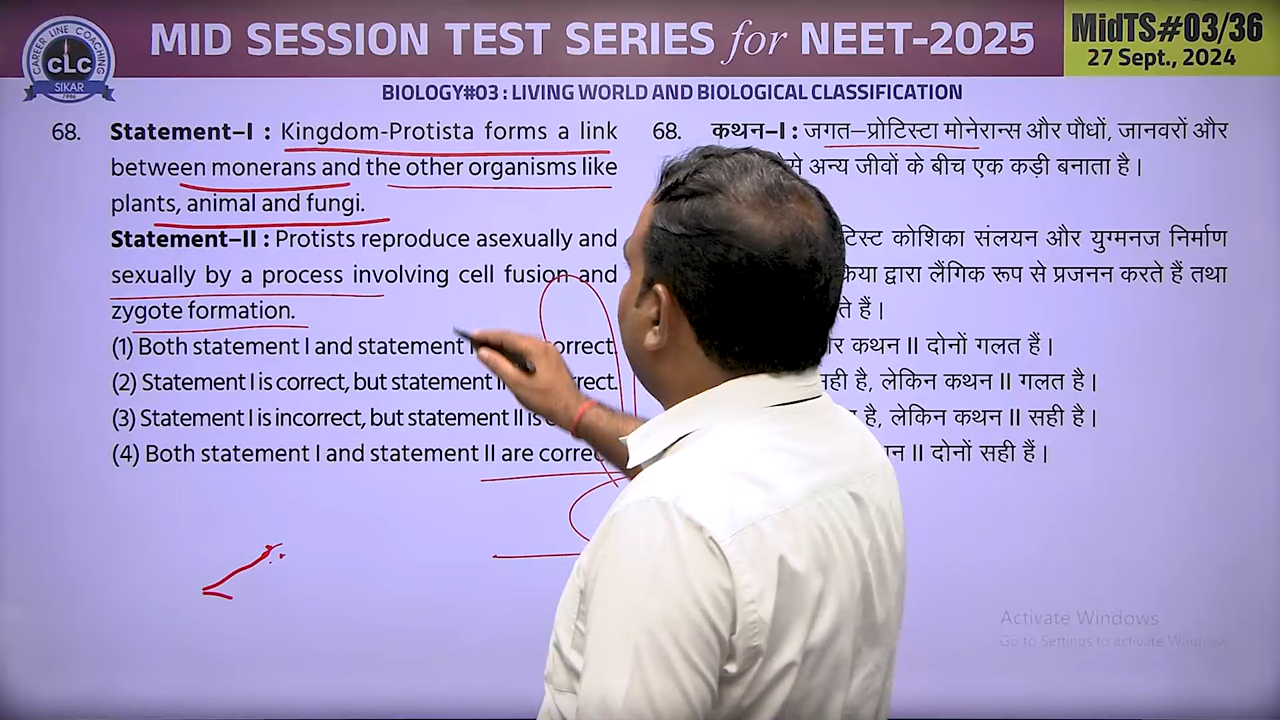 CAREER LINE COACHING
CLC
SIKAR
1996
MID SESSION TEST SERIES for NEET-2025
MidTS#03/36
27 Sept., 2024
BIOLOGY#03 : LIVING WORLD AND BIOLOGICAL CLASSIFICATION
68. Statement–I : Kingdom-Protista forms a link
between monerans and the other organisms like
plants, animal and fungi.
Statement–II : Protists reproduce asexually and
sexually by a process involving cell fusion and
zygote formation.
(1) Both statement I and statement
(2) Statement I is correct, but statement
(3) Statement I is incorrect, but statement II is
(4) Both statement I and statement II are
68. कथन–I : जगत–प्रोटिस्टा मोनेरान्स और पौधों, जानवरों और
अन्य जीवों के बीच एक कड़ी बनाता है।
कोशिका संलयन और युग्मनज निर्माण
द्वारा लैंगिक रूप से प्रजनन करते हैं तथा
हैं।
कथन II दोनों गलत हैं।
है, लेकिन कथन II गलत है।
है, लेकिन कथन II सही है।
II दोनों सही हैं।
Activate Windows
Go to Settings to activate Windows.